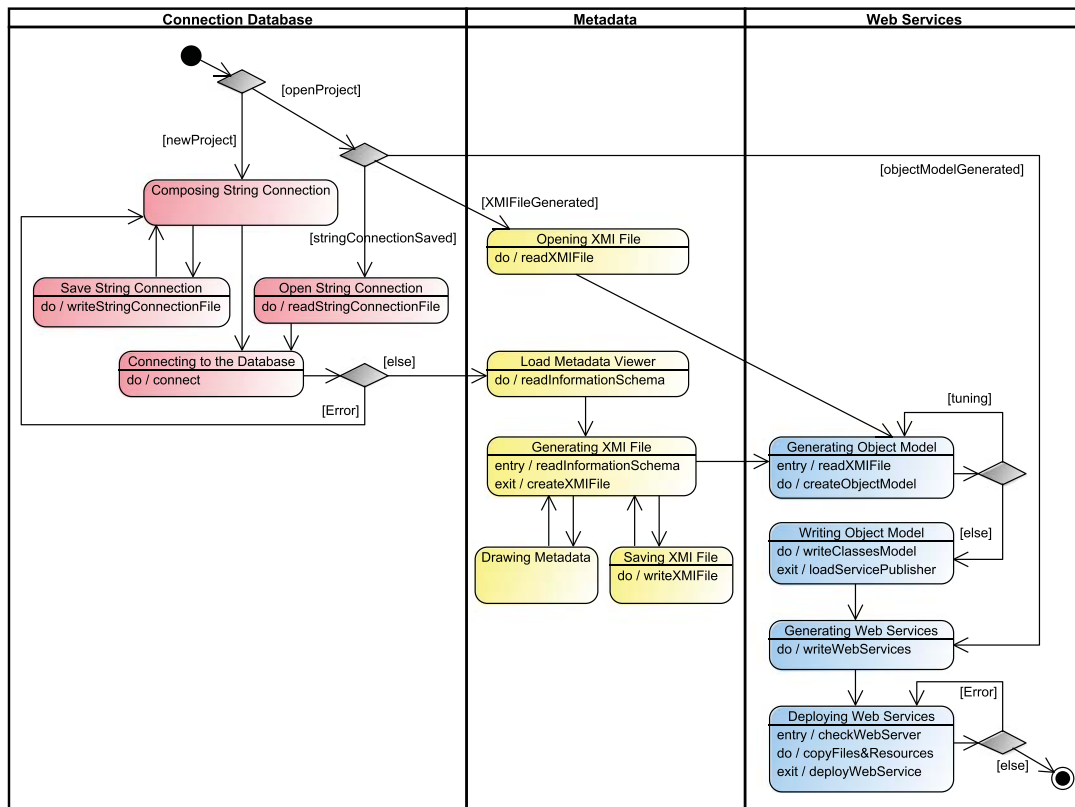 Connection Database
Metadata
Web Services
[openProject]
[newProject]
[objectModelGenerated]
Composing String Connection
[XMIFileGenerated]
[stringConnectionSaved]
Opening XMI File
do / readXMIFile
Save String Connection
do / writeStringConnectionFile
Open String Connection
do / readStringConnectionFile
Connecting to the Database
do / connect
[else]
[Error]
Load Metadata Viewer
do / readInformationSchema
[tuning]
Generating XMI File
entry / readInformationSchema
exit / createXMIFile
Generating Object Model
entry / readXMIFile
do / createObjectModel
[else]
Writing Object Model
do / writeClassesModel
exit / loadServicePublisher
Drawing Metadata
Saving XMI File
do / writeXMIFile
Generating Web Services
do / writeWebServices
[Error]
Deploying Web Services
entry / checkWebServer
do / copyFiles&Resources
exit / deployWebService
[else]